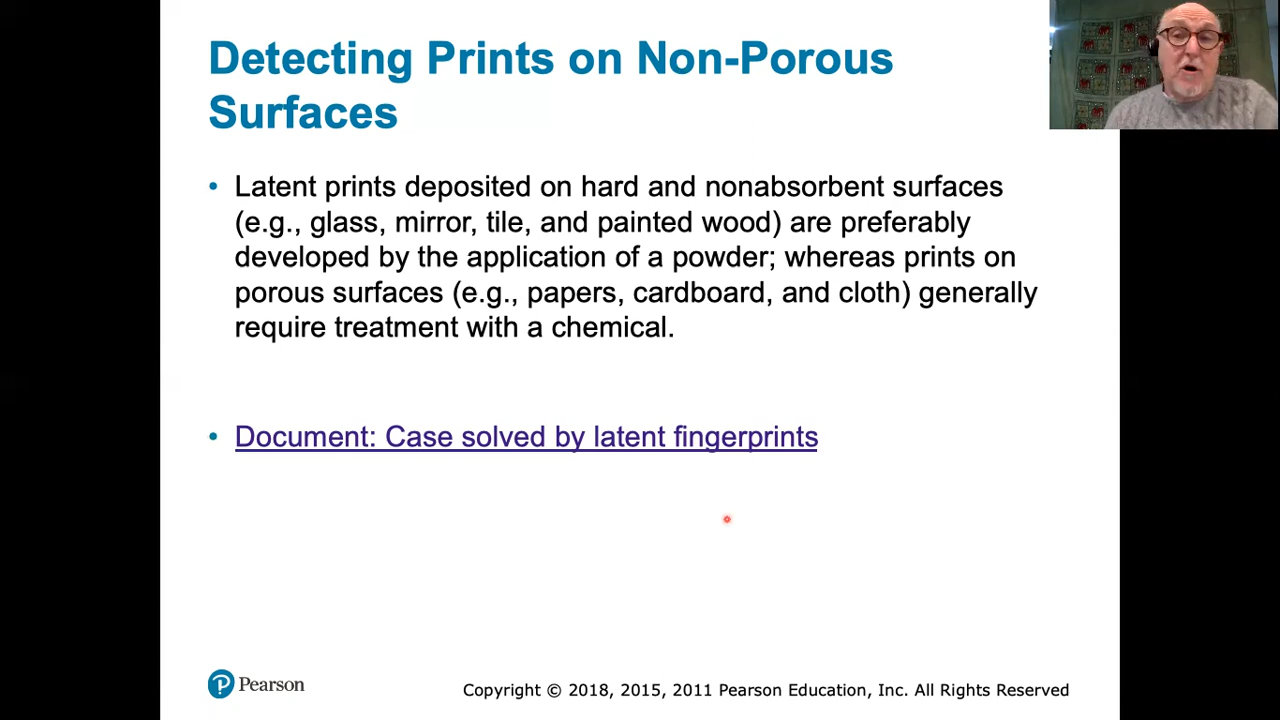 Detecting Prints on Non-Porous
Surfaces
• Latent prints deposited on hard and nonabsorbent surfaces
(e.g., glass, mirror, tile, and painted wood) are preferably
developed by the application of a powder; whereas prints on
porous surfaces (e.g., papers, cardboard, and cloth) generally
require treatment with a chemical.
• Document: Case solved by latent fingerprints
Pearson
Copyright © 2018, 2015, 2011 Pearson Education, Inc. All Rights Reserved